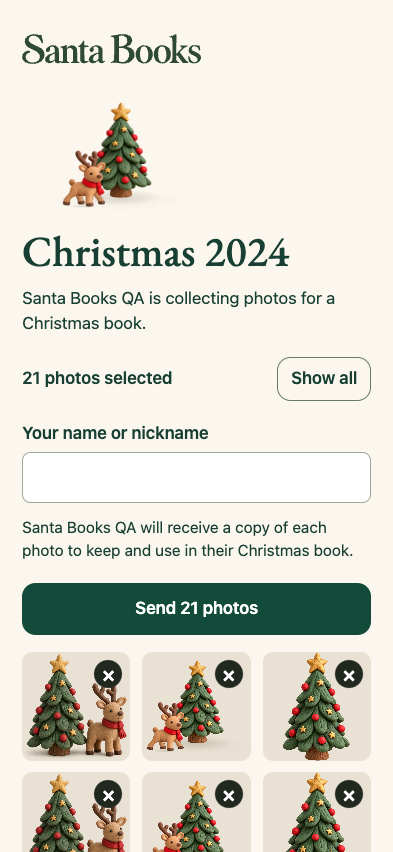 Santa Books
Christmas 2024
Santa Books QA is collecting photos for a
Christmas book.
21 photos selected
Show all
Your name or nickname
Santa Books QA will receive a copy of each
photo to keep and use in their Christmas book.
Send 21 photos